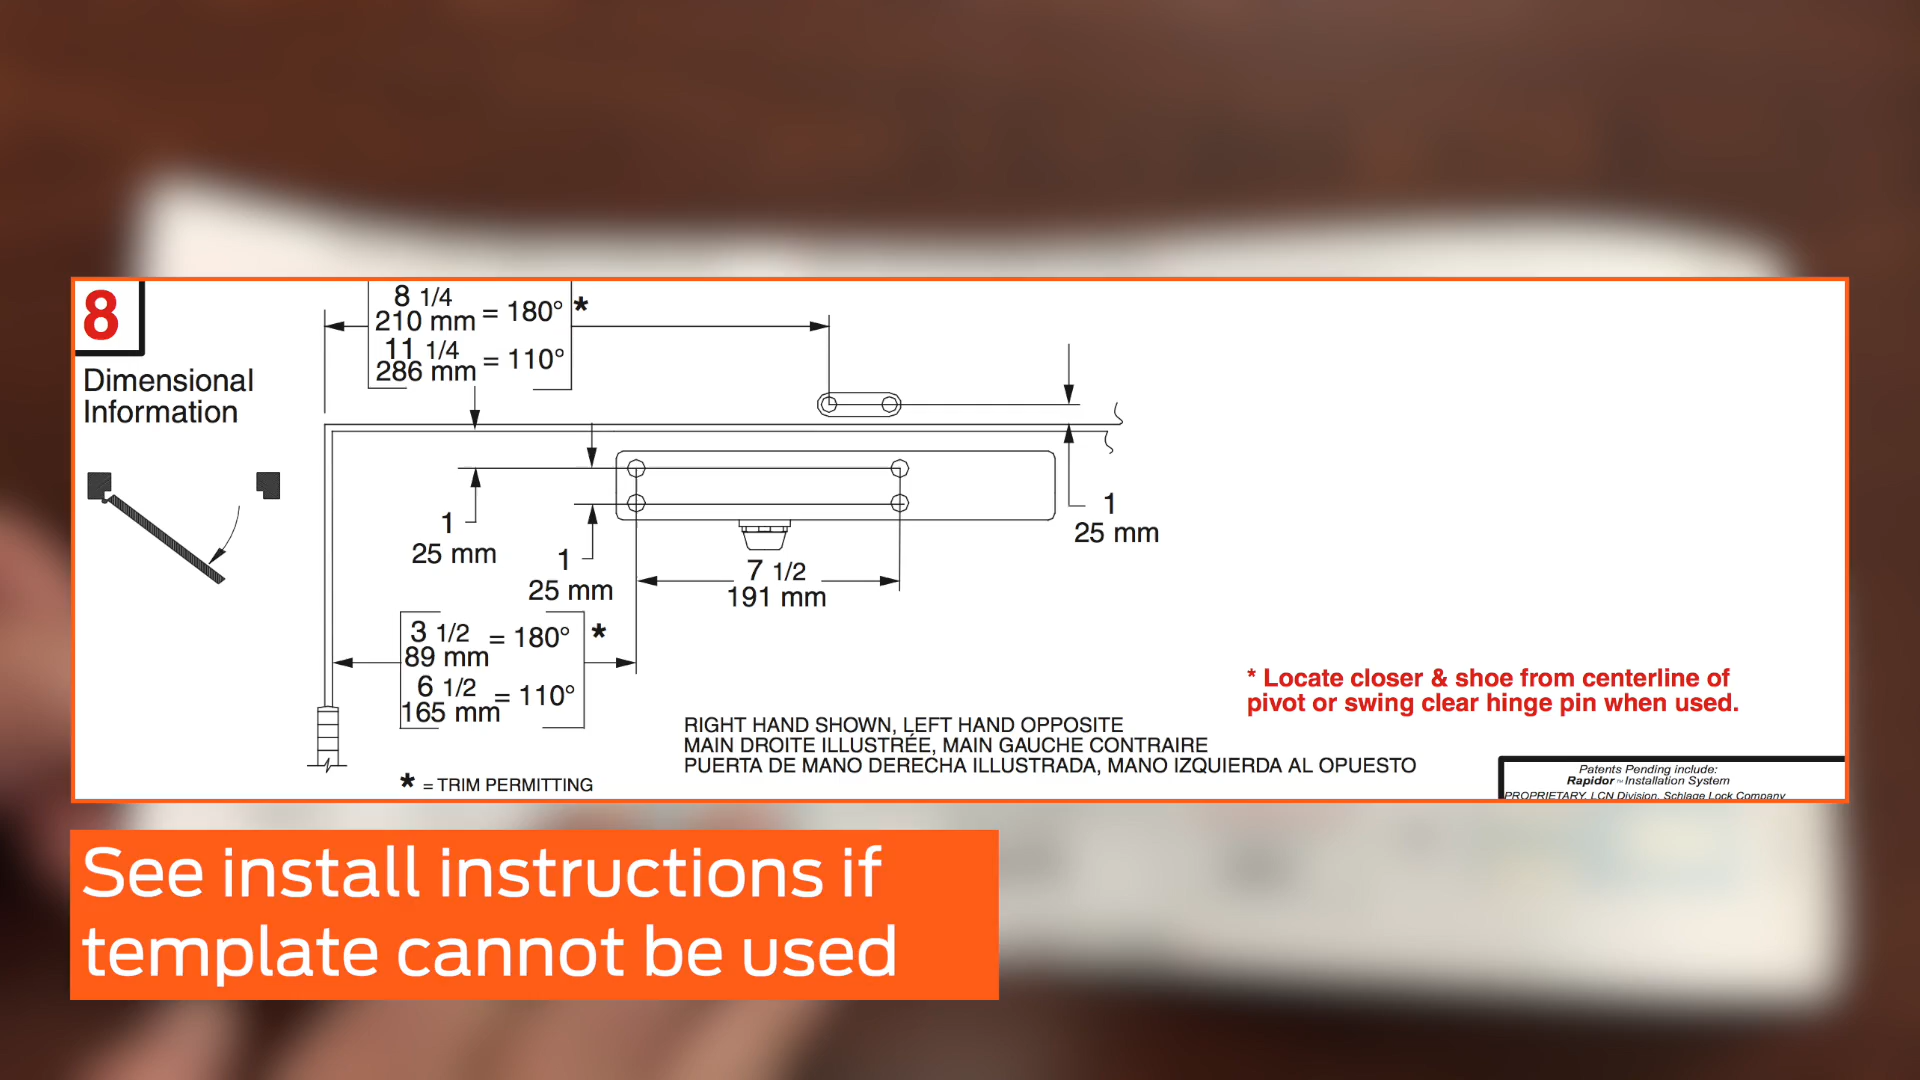 8
Dimensional
Information
8 1/4
210 mm = 180° *
11 1/4
286 mm = 110°
1
25 mm
1
25 mm
1
25 mm
7 1/2
191 mm
3 1/2
89 mm = 180° *
6 1/2
165 mm = 110°
* = TRIM PERMITTING
RIGHT HAND SHOWN, LEFT HAND OPPOSITE
MAIN DROITE ILLUSTRÉE, MAIN GAUCHE CONTRAIRE
PUERTA DE MANO DERECHA ILLUSTRADA, MANO IZQUIERDA AL OPUESTO
* Locate closer & shoe from centerline of
pivot or swing clear hinge pin when used.
Patents Pending include:
Rapidor™ Installation System
PROPRIETARY, LCN Division, Schlage Lock Company
See install instructions if
template cannot be used